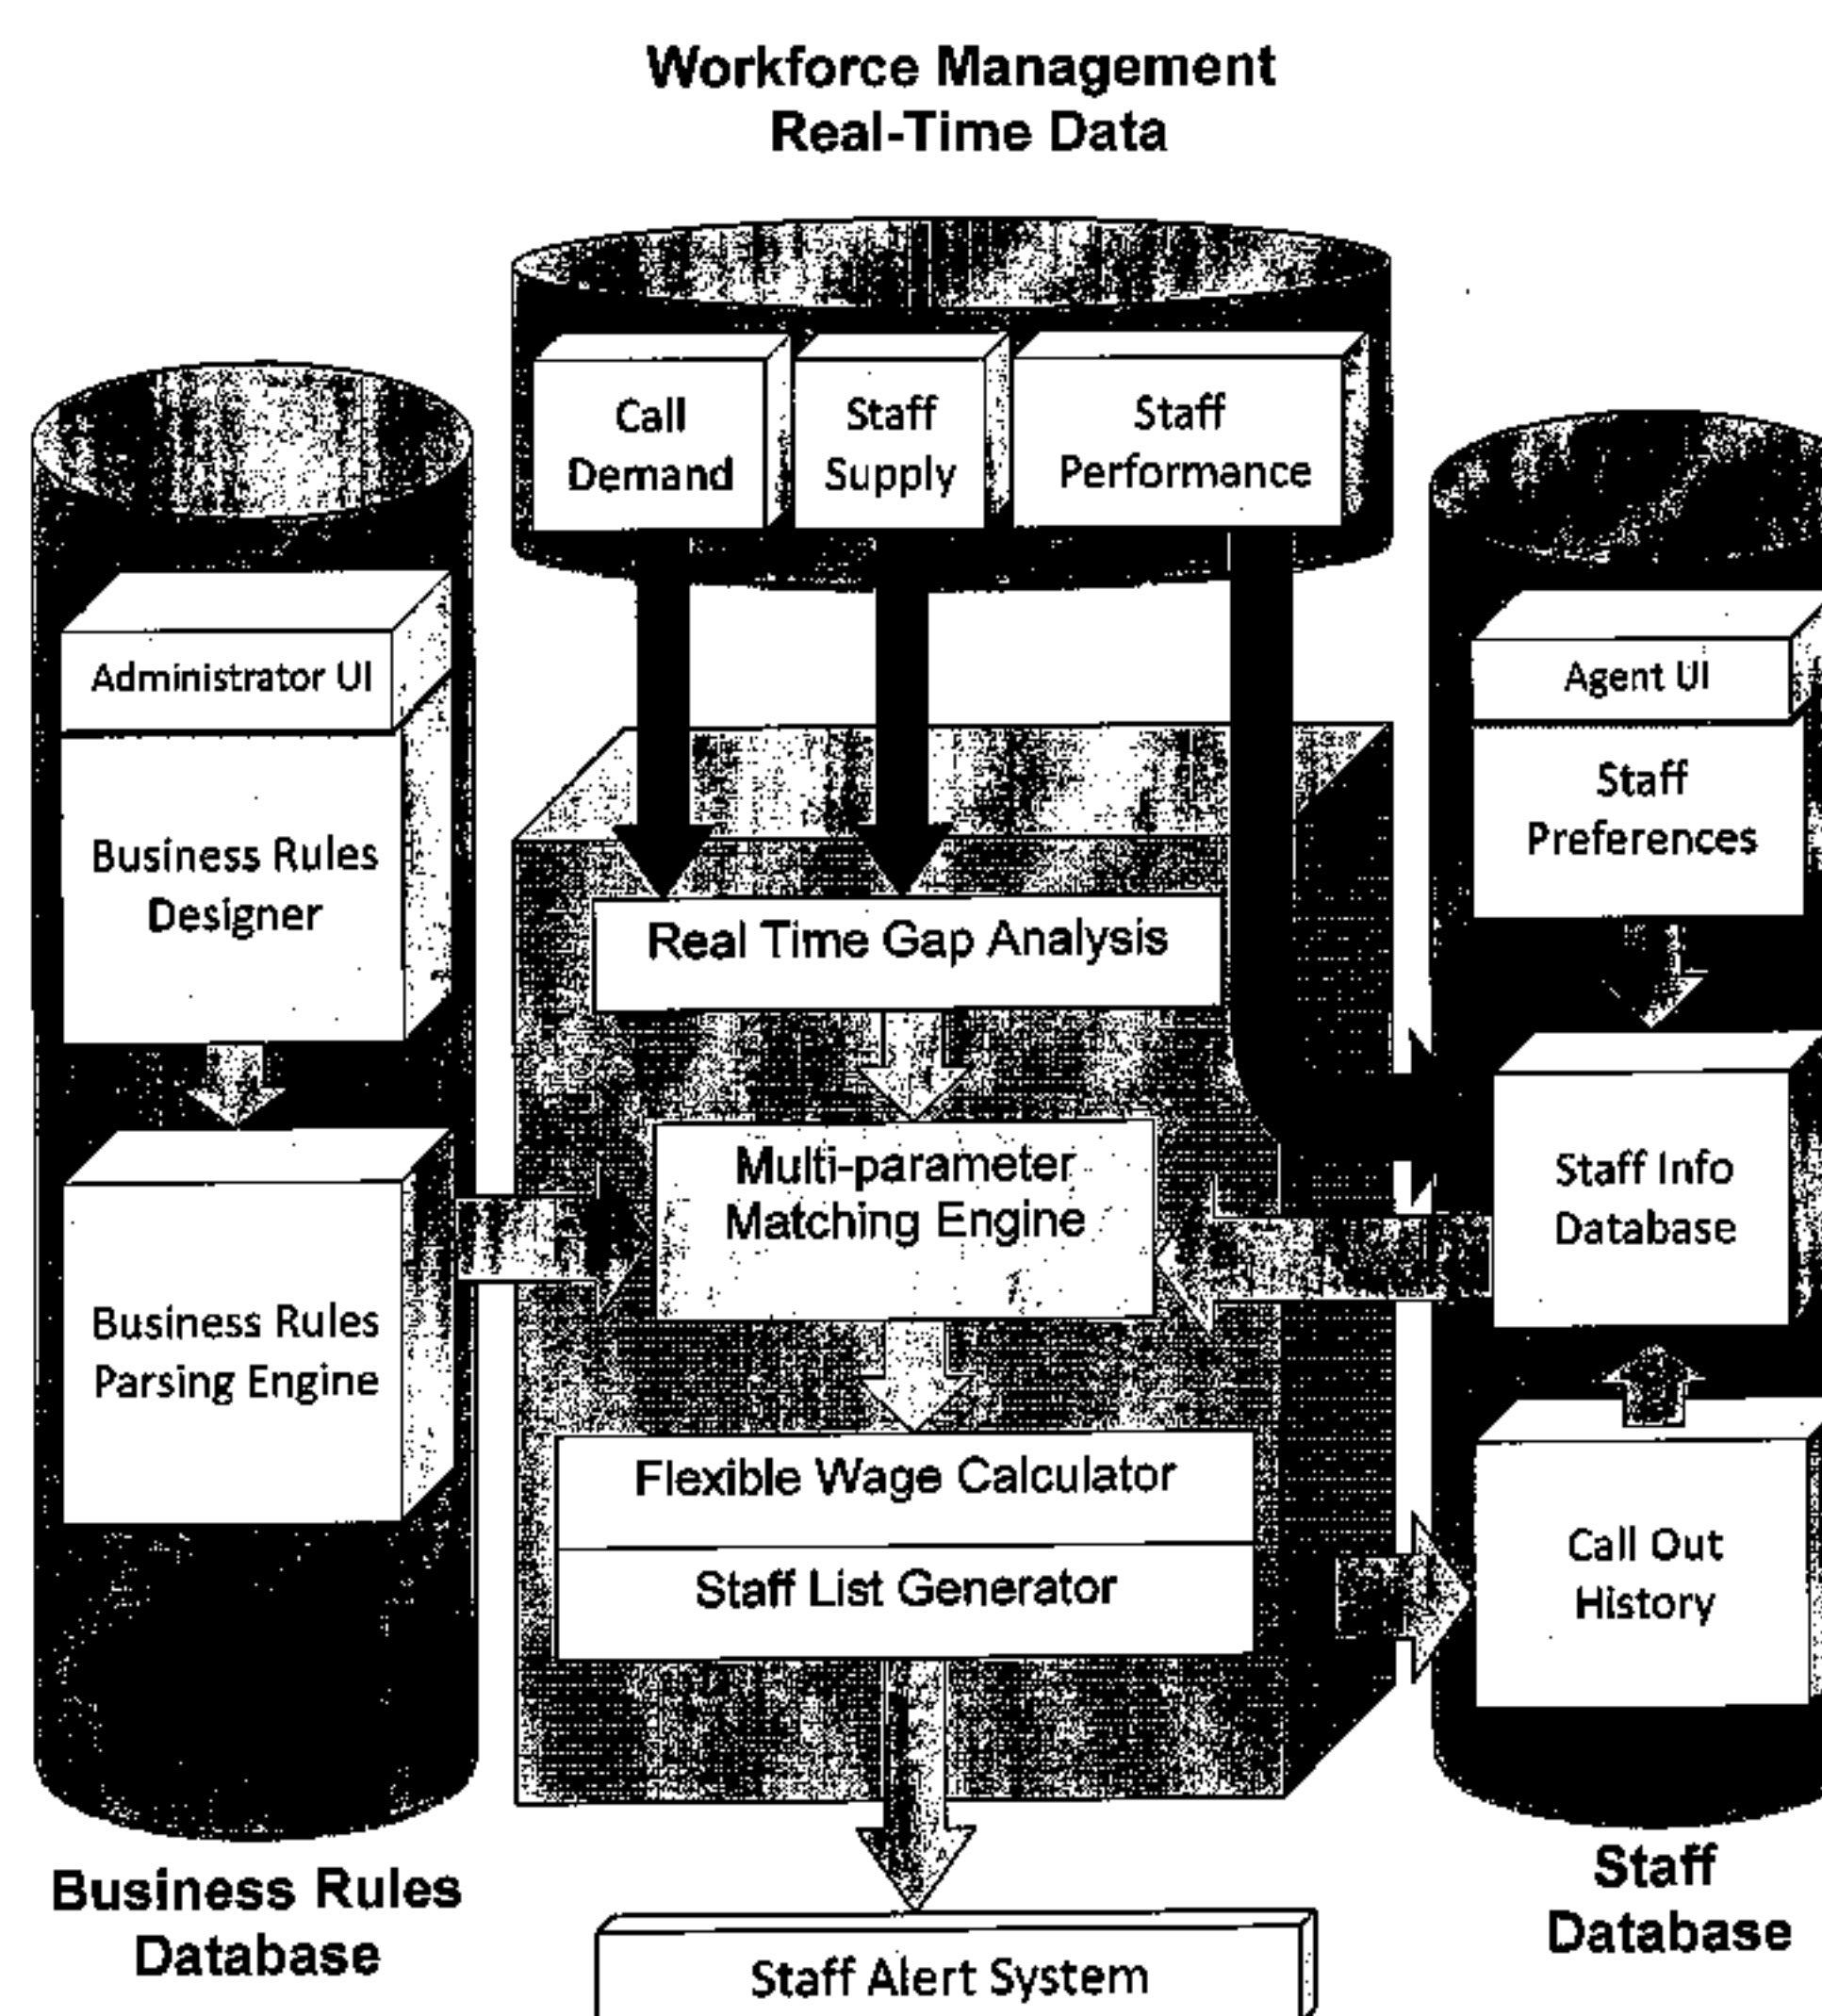 Workforce Management
Real-Time Data
Call
Demand
Staff
Supply
Staff
Performance
Administrator UI
Business Rules
Designer
Business Rules
Parsing Engine
Business Rules
Database
Real Time Gap Analysis
Multi-parameter
Matching Engine
Flexible Wage Calculator
Staff List Generator
Staff Alert System
Agent UI
Staff
Preferences
Staff Info
Database
Call Out
History
Staff
Database